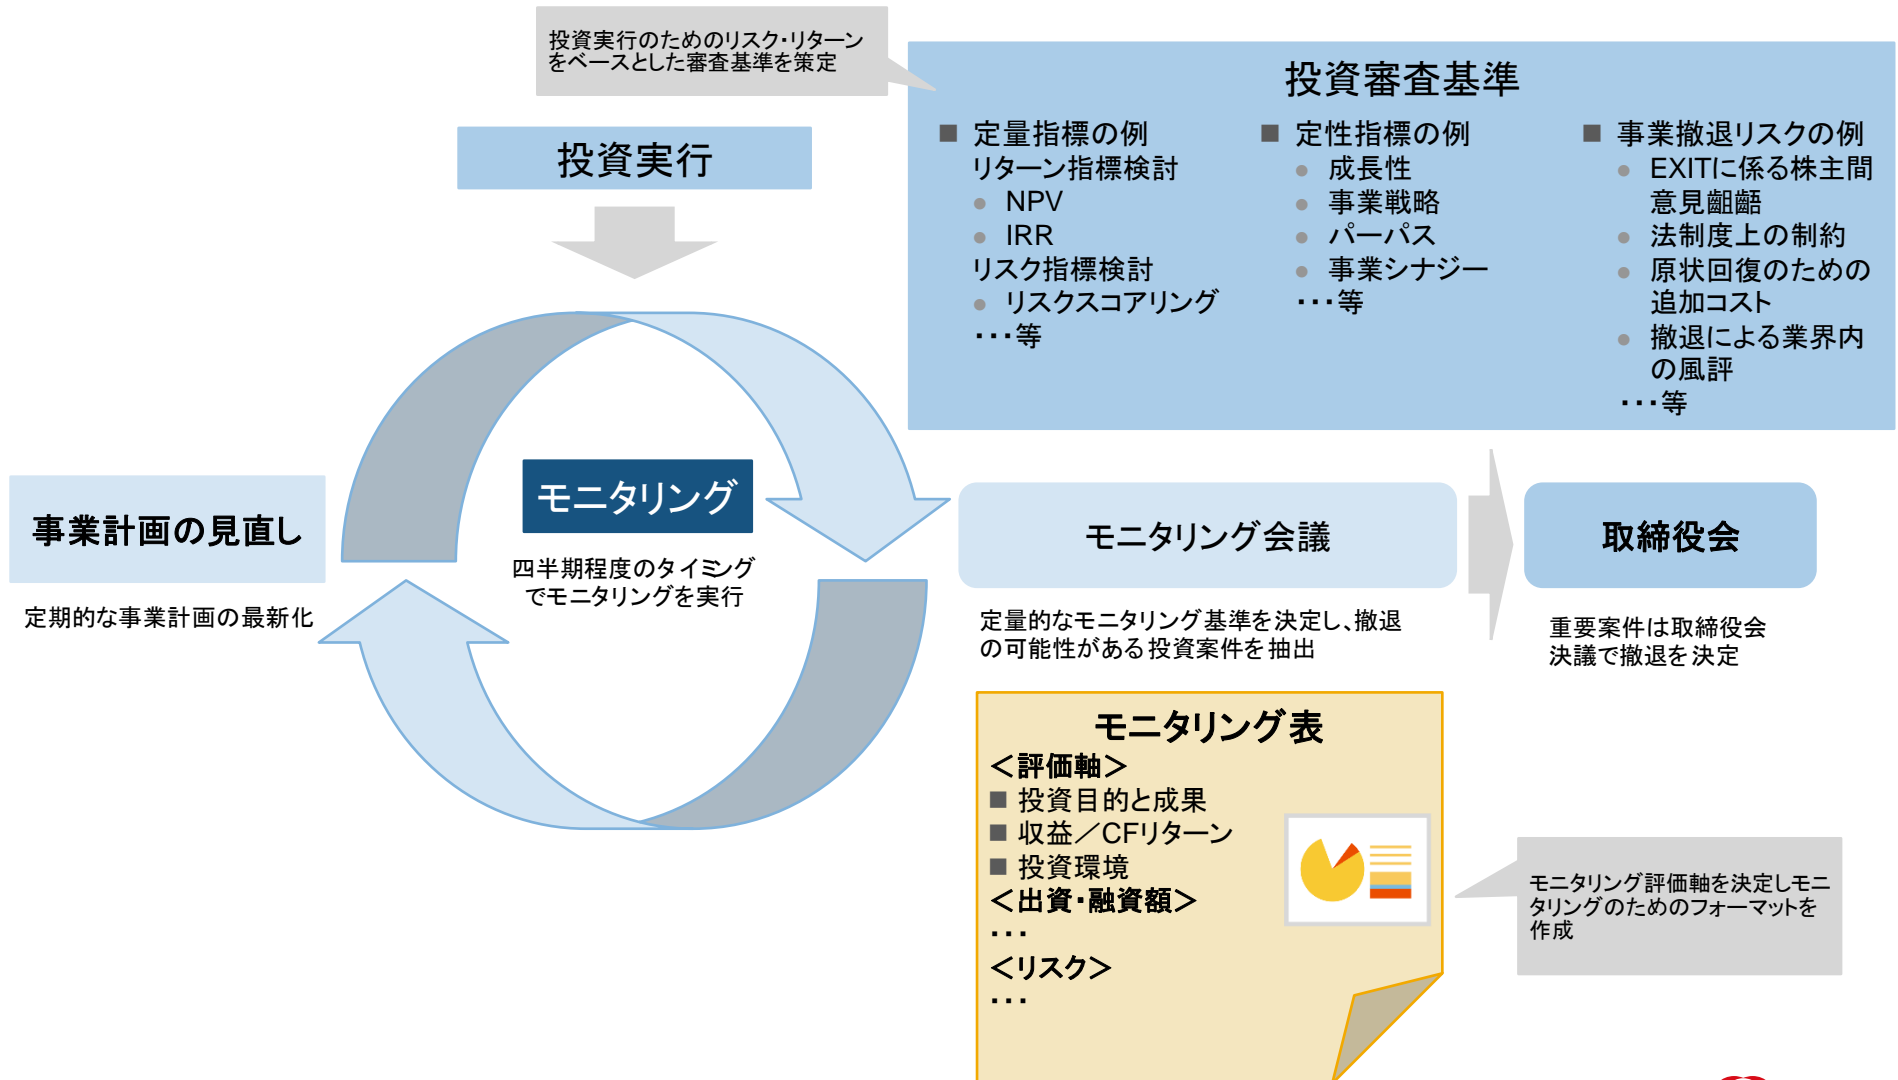 投資実行のためのリスク・リターン
をベースとした審査基準を策定
投資審査基準
投資実行
■ 定量指標の例
リターン指標検討
● NPV
● IRR
リスク指標検討
● リスクスコアリング
・・・等
■ 定性指標の例
● 成長性
● 事業戦略
● パーパス
● 事業シナジー
・・・等
■ 事業撤退リスクの例
● EXITに係る株主間
意見齟齬
● 法制度上の制約
● 原状回復のための
追加コスト
● 撤退による業界内
の風評
・・・等
事業計画の見直し
定期的な事業計画の最新化
モニタリング
四半期程度のタイミング
でモニタリングを実行
モニタリング会議
定量的なモニタリング基準を決定し、撤退
の可能性がある投資案件を抽出
取締役会
重要案件は取締役会
決議で撤退を決定
モニタリング表
＜評価軸＞
■ 投資目的と成果
■ 収益／CFリターン
■ 投資環境
＜出資・融資額＞
・・・
＜リスク＞
・・・
モニタリング評価軸を決定しモニ
タリングのためのフォーマットを
作成